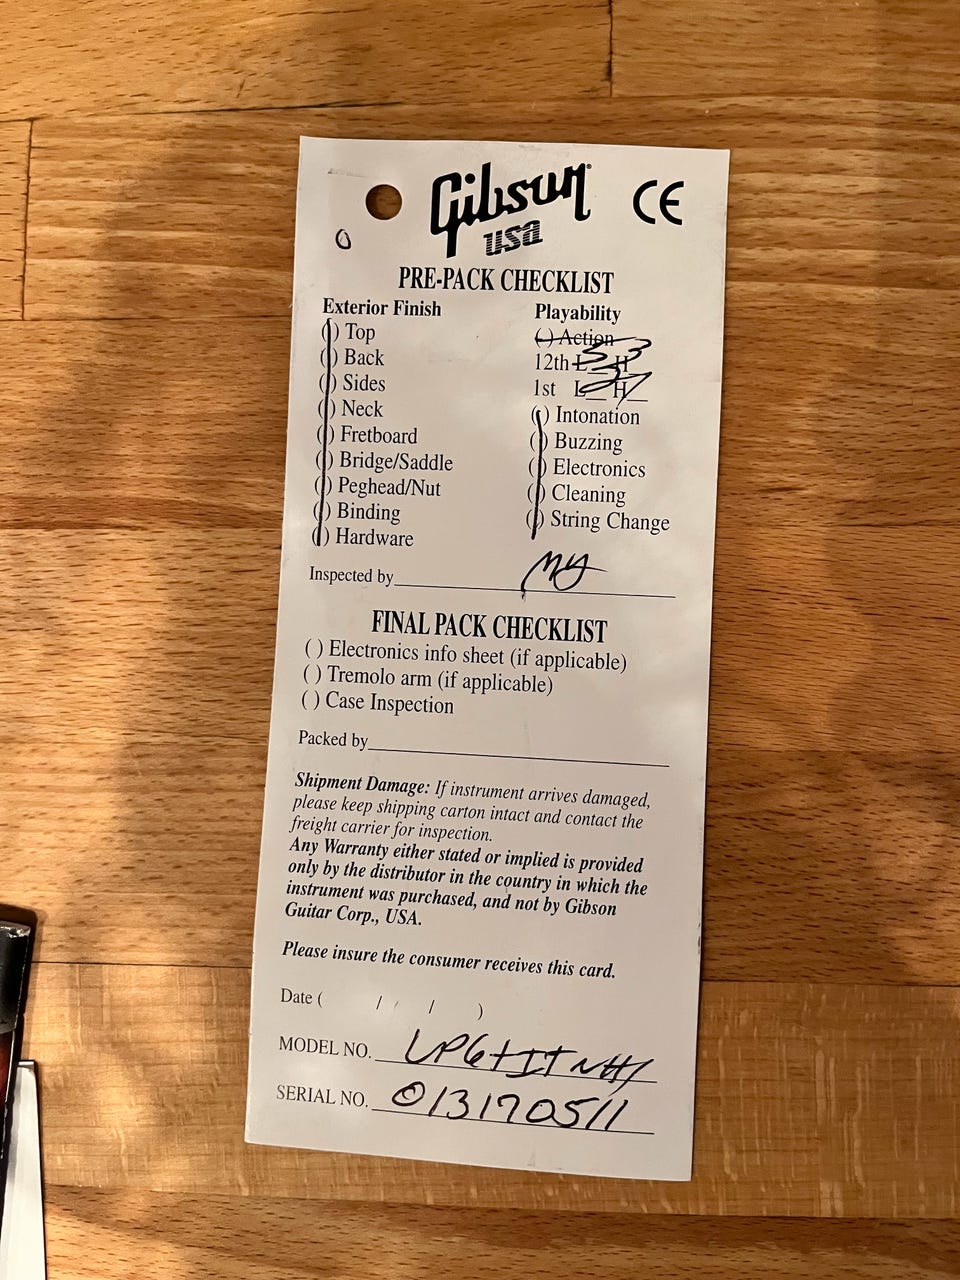 Gibson
usa
CE
PRE-PACK CHECKLIST
Exterior Finish
( ) Top
( ) Back
( ) Sides
( ) Neck
( ) Fretboard
( ) Bridge/Saddle
( ) Peghead/Nut
( ) Binding
( ) Hardware
Playability
( ) Action
12th L 5 H 3
1st L__ H__
( ) Intonation
( ) Buzzing
( ) Electronics
( ) Cleaning
( ) String Change
Inspected by
FINAL PACK CHECKLIST
( ) Electronics info sheet (if applicable)
( ) Tremolo arm (if applicable)
( ) Case Inspection
Packed by
Shipment Damage: If instrument arrives damaged,
please keep shipping carton intact and contact the
freight carrier for inspection.
Any Warranty either stated or implied is provided
only by the distributor in the country in which the
instrument was purchased, and not by Gibson
Guitar Corp., USA.
Please insure the consumer receives this card.
Date ( / / )
MODEL NO.
SERIAL NO. 013170511